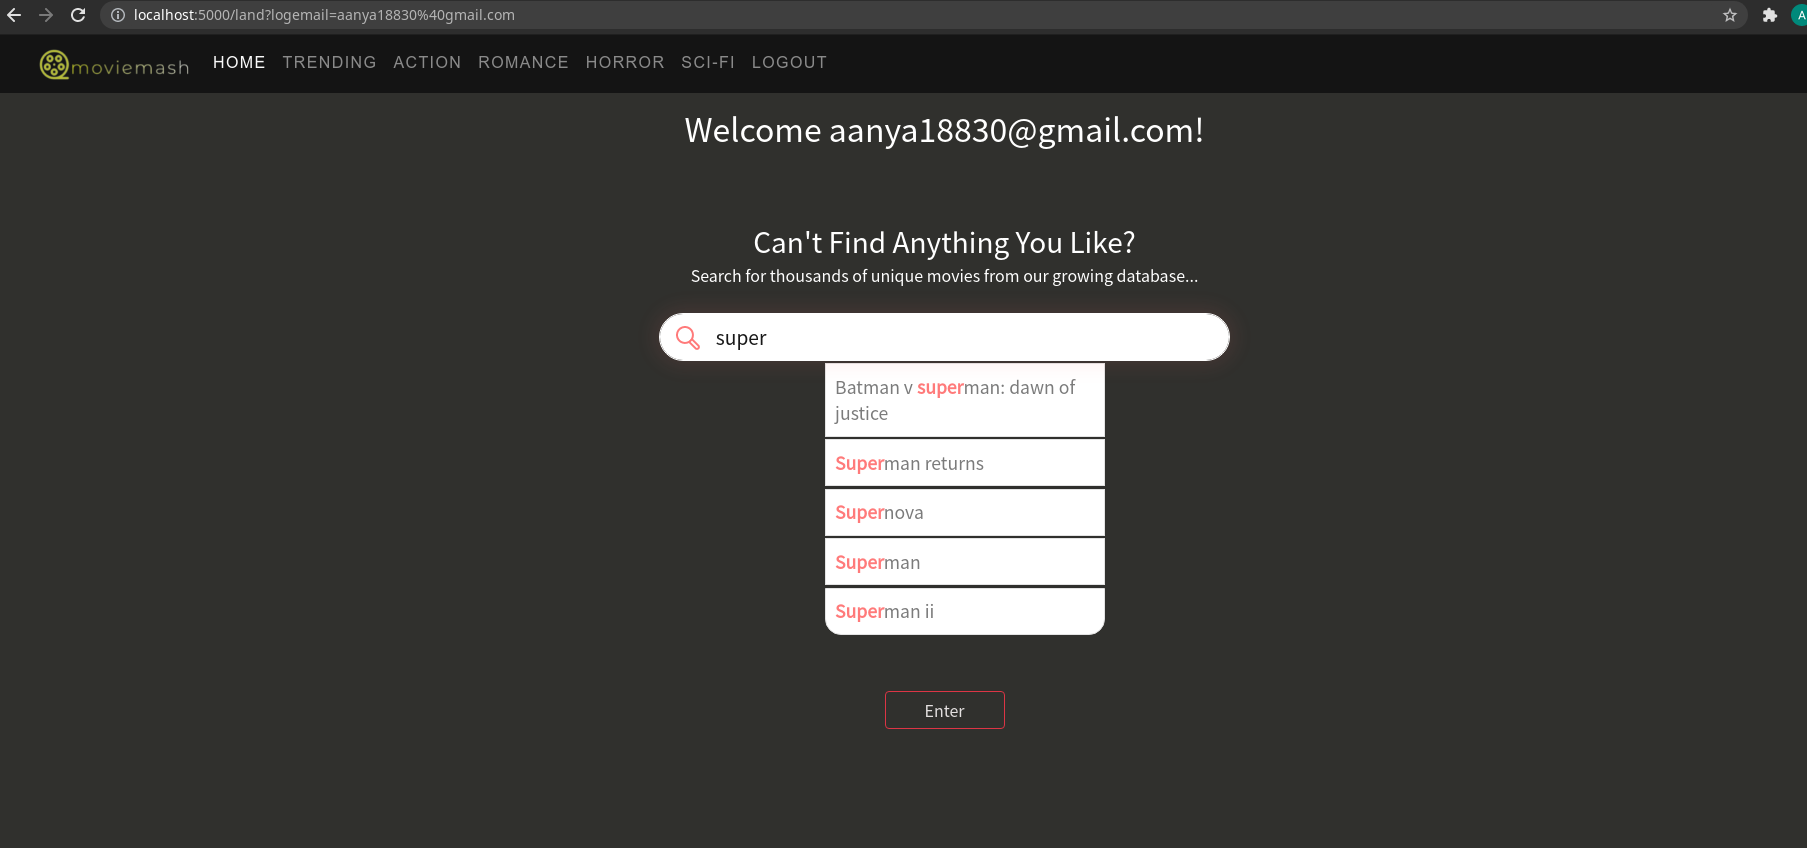 localhost:5000/land?logemail=aanya18830%40gmail.com
A
moviemash HOME TRENDING ACTION ROMANCE HORROR SCI-FI LOGOUT
Welcome aanya18830@gmail.com!
Can't Find Anything You Like?
Search for thousands of unique movies from our growing database...
super
Batman v superman: dawn of
justice
Superman returns
Supernova
Superman
Superman ii
Enter